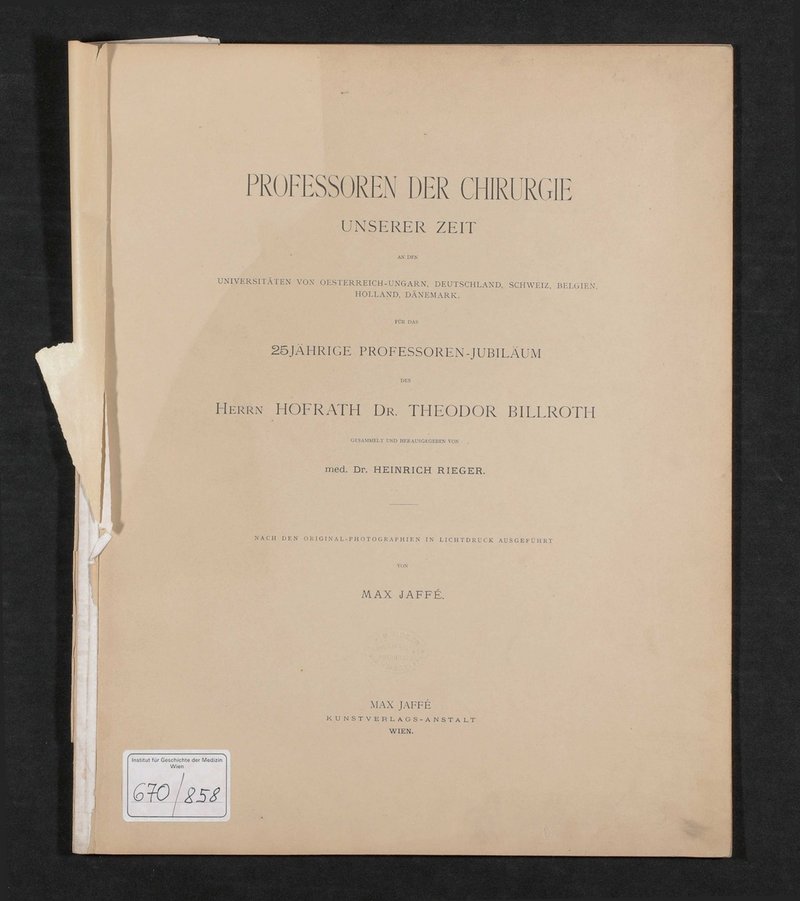 PROFESSOREN DER CHIRURGIE
UNSERER ZEIT
AN DEN
UNIVERSITÄTEN VON OESTERREICH-UNGARN, DEUTSCHLAND, SCHWEIZ, BELGIEN,
HOLLAND, DÄNEMARK.
FÜR DAS
25JÄHRIGE PROFESSOREN-JUBILÄUM
DES
HERRN HOFRATH DR. THEODOR BILLROTH
GESAMMELT UND HERAUSGEGEBEN VON
med. Dr. HEINRICH RIEGER.
NACH DEN ORIGINAL-PHOTOGRAPHIEN IN LICHTDRUCK AUSGEFÜHRT
VON
MAX JAFFÉ.
MAX JAFFÉ
KUNSTVERLAGS-ANSTALT
WIEN.
Institut für Geschichte der Medizin
Wien
670/858